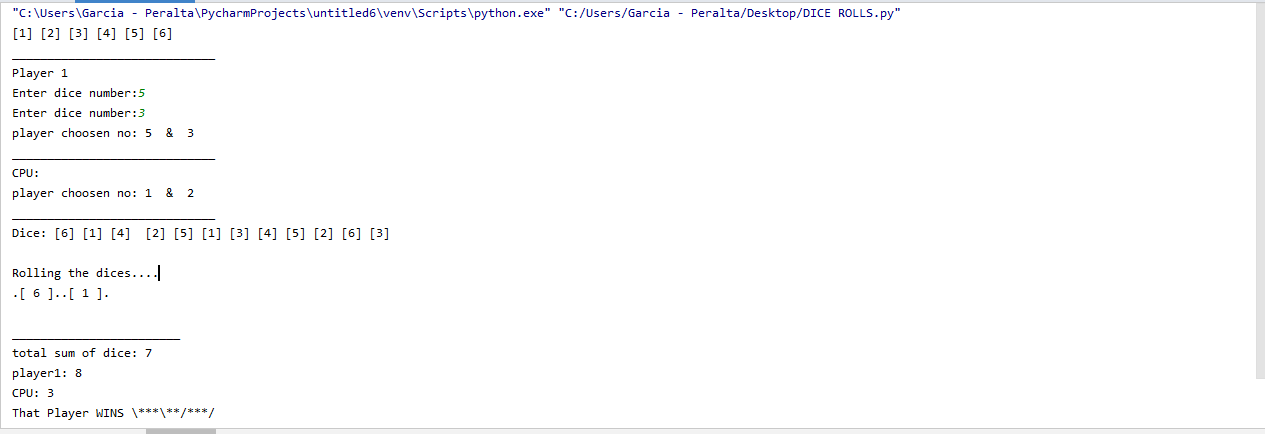 "C:\Users\Garcia - Peralta\PycharmProjects\untitled6\venv\Scripts\python.exe" "C:/Users/Garcia - Peralta/Desktop/DICE ROLLS.py"
[1] [2] [3] [4] [5] [6]
_____________________________
Player 1
Enter dice number:5
Enter dice number:3
player choosen no: 5  &  3
_____________________________
CPU:
player choosen no: 1  &  2
_____________________________
Dice: [6] [1] [4]  [2] [5] [1] [3] [4] [5] [2] [6] [3]
Rolling the dices....
.[ 6 ]..[ 1 ].
________________________
total sum of dice: 7
player1: 8
CPU: 3
That Player WINS \***\**/***/